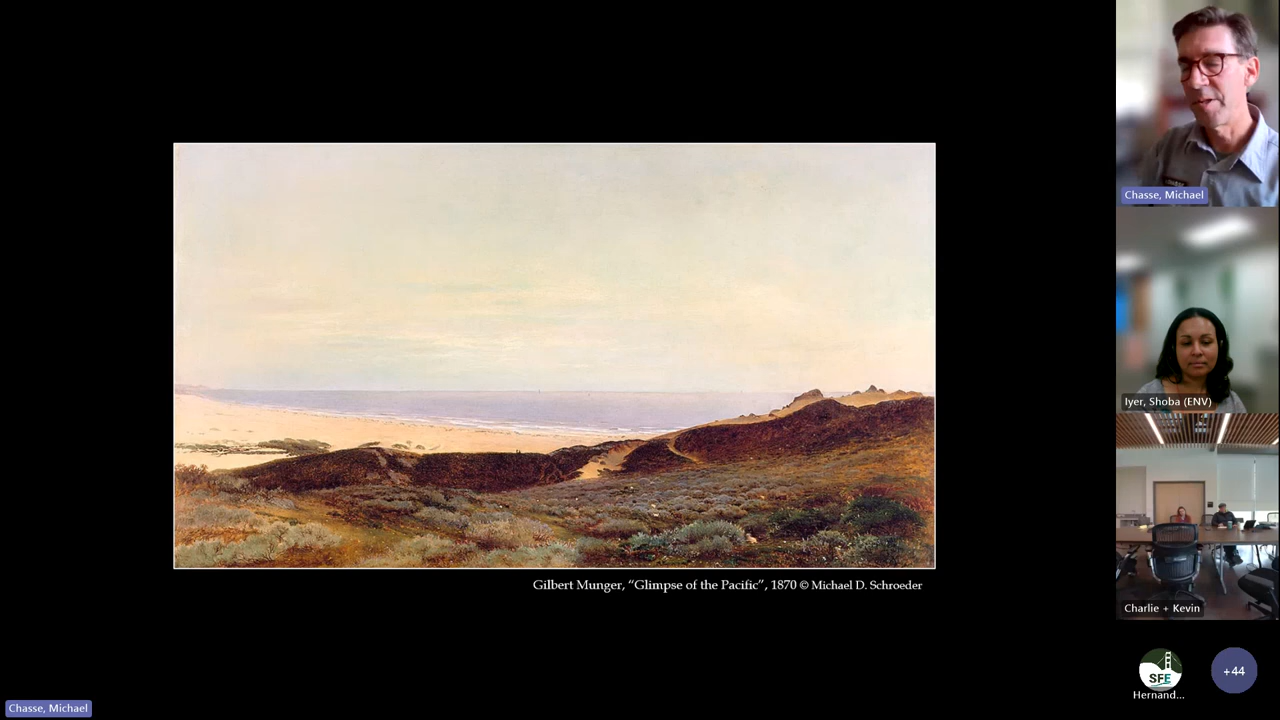 Gilbert Munger, “Glimpse of the Pacific”, 1870 © Michael D. Schroeder
Chasse, Michael
Chasse, Michael
Iyer, Shoba (ENV)
Charlie + Kevin
SFE
Hernand...
+44